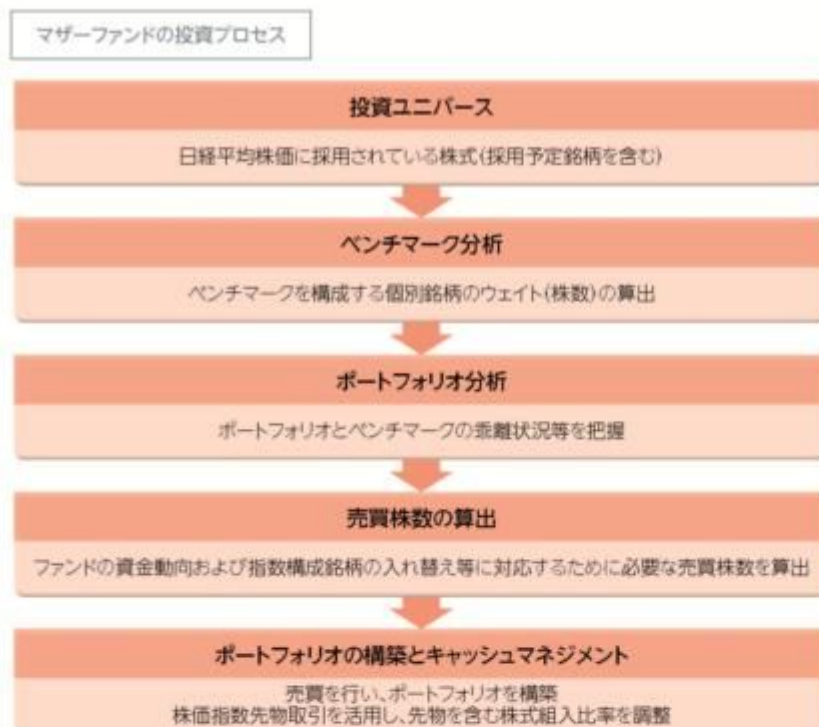 マザーファンドの投資プロセス
投資ユニバース
日経平均株価に採用されている株式(採用予定銘柄を含む)
ベンチマーク分析
ベンチマークを構成する個別銘柄のウェイト(株数)の算出
ポートフォリオ分析
ポートフォリオとベンチマークの乖離状況等を把握
売買株数の算出
ファンドの資金動向および指数構成銘柄の入れ替え等に対応するために必要な売買株数を算出
ポートフォリオの構築とキャッシュマネジメント
売買を行い、ポートフォリオを構築
株価指数先物取引を活用し、先物を含む株式組入比率を調整